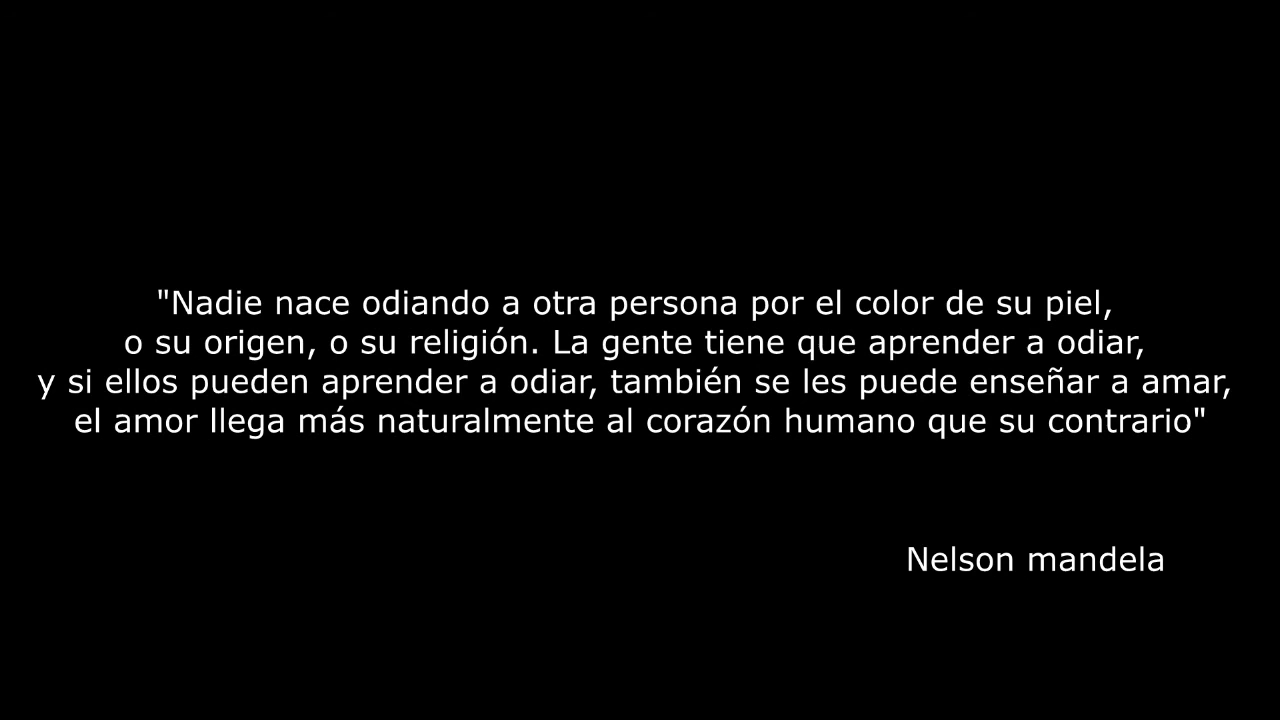 "Nadie nace odiando a otra persona por el color de su piel,
o su origen, o su religión. La gente tiene que aprender a odiar,
y si ellos pueden aprender a odiar, también se les puede enseñar a amar,
el amor llega más naturalmente al corazón humano que su contrario"
Nelson mandela